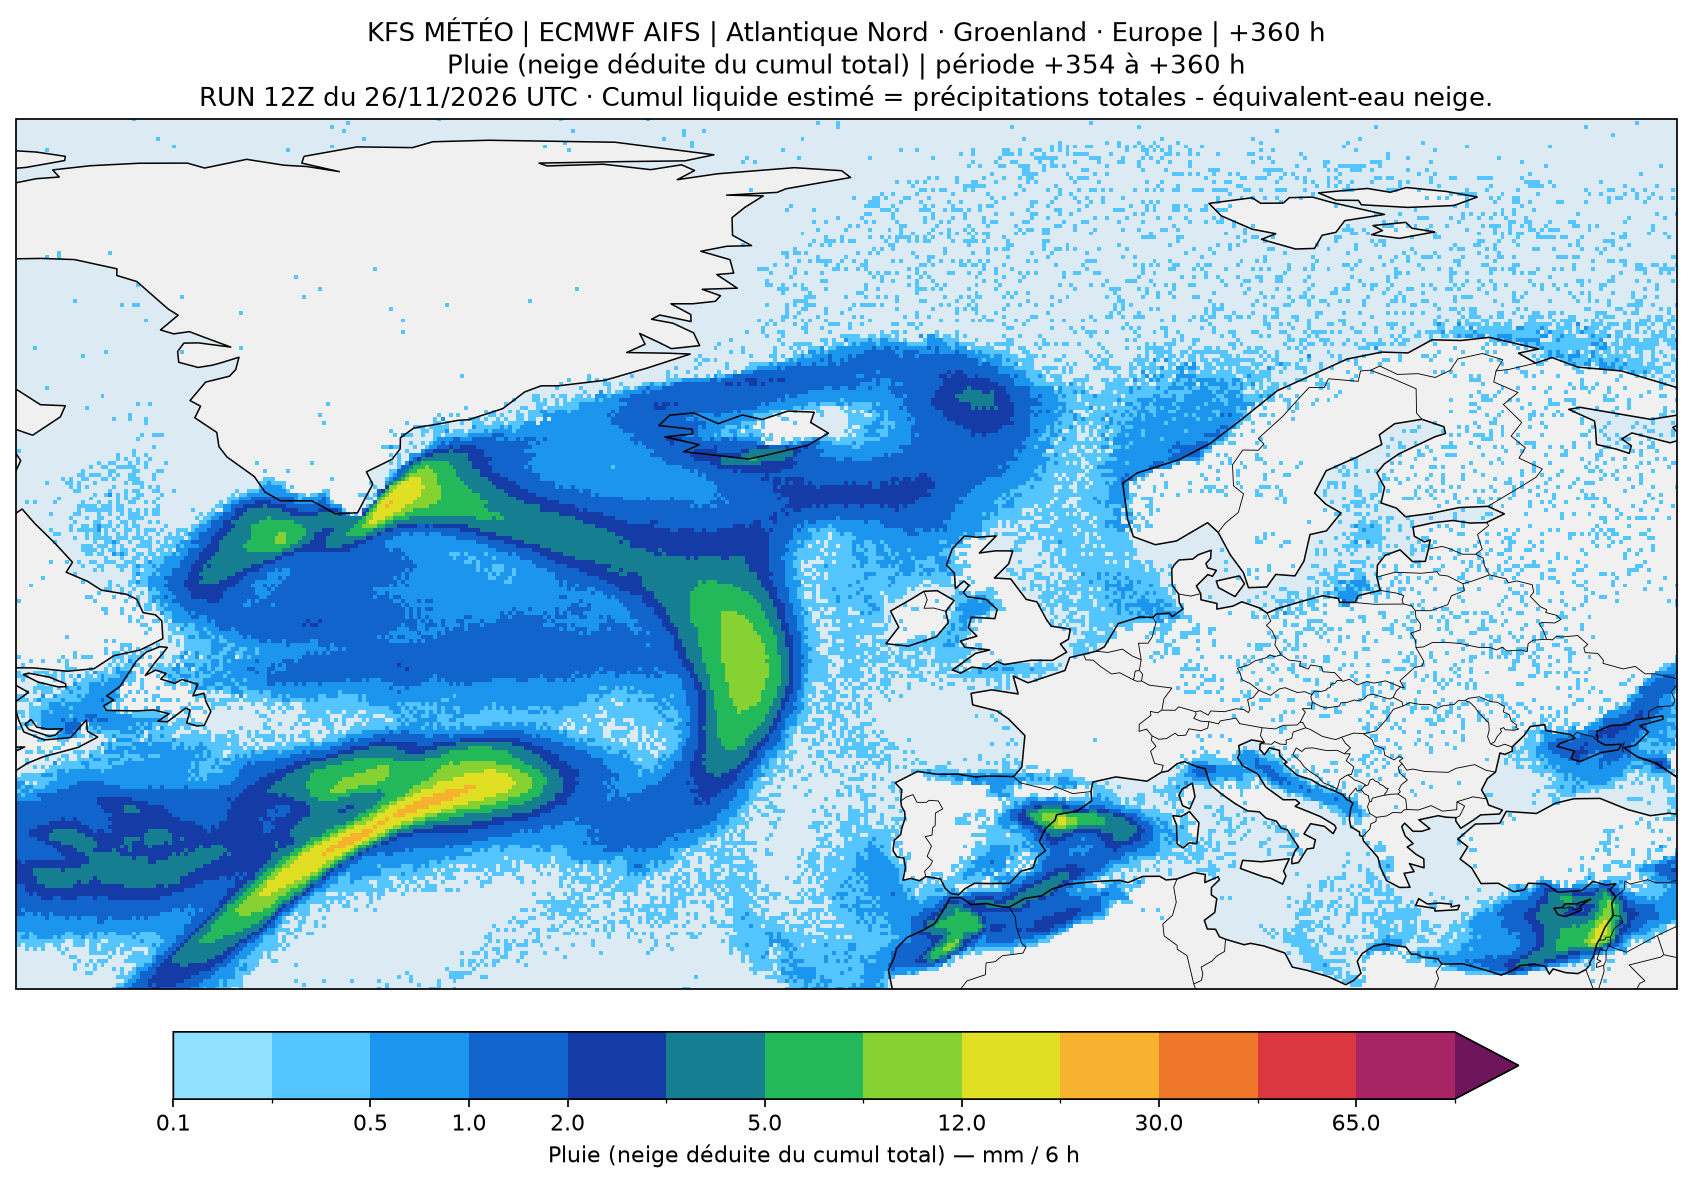 KFS MÉTÉO | ECMWF AIFS | Atlantique Nord · Groenland · Europe | +360 h
Pluie (neige déduite du cumul total) | période +354 à +360 h
RUN 12Z du 26/11/2026 UTC · Cumul liquide estimé = précipitations totales - équivalent-eau neige.
0.1 0.5 1.0 2.0 5.0 12.0 30.0 65.0
Pluie (neige déduite du cumul total) — mm / 6 h